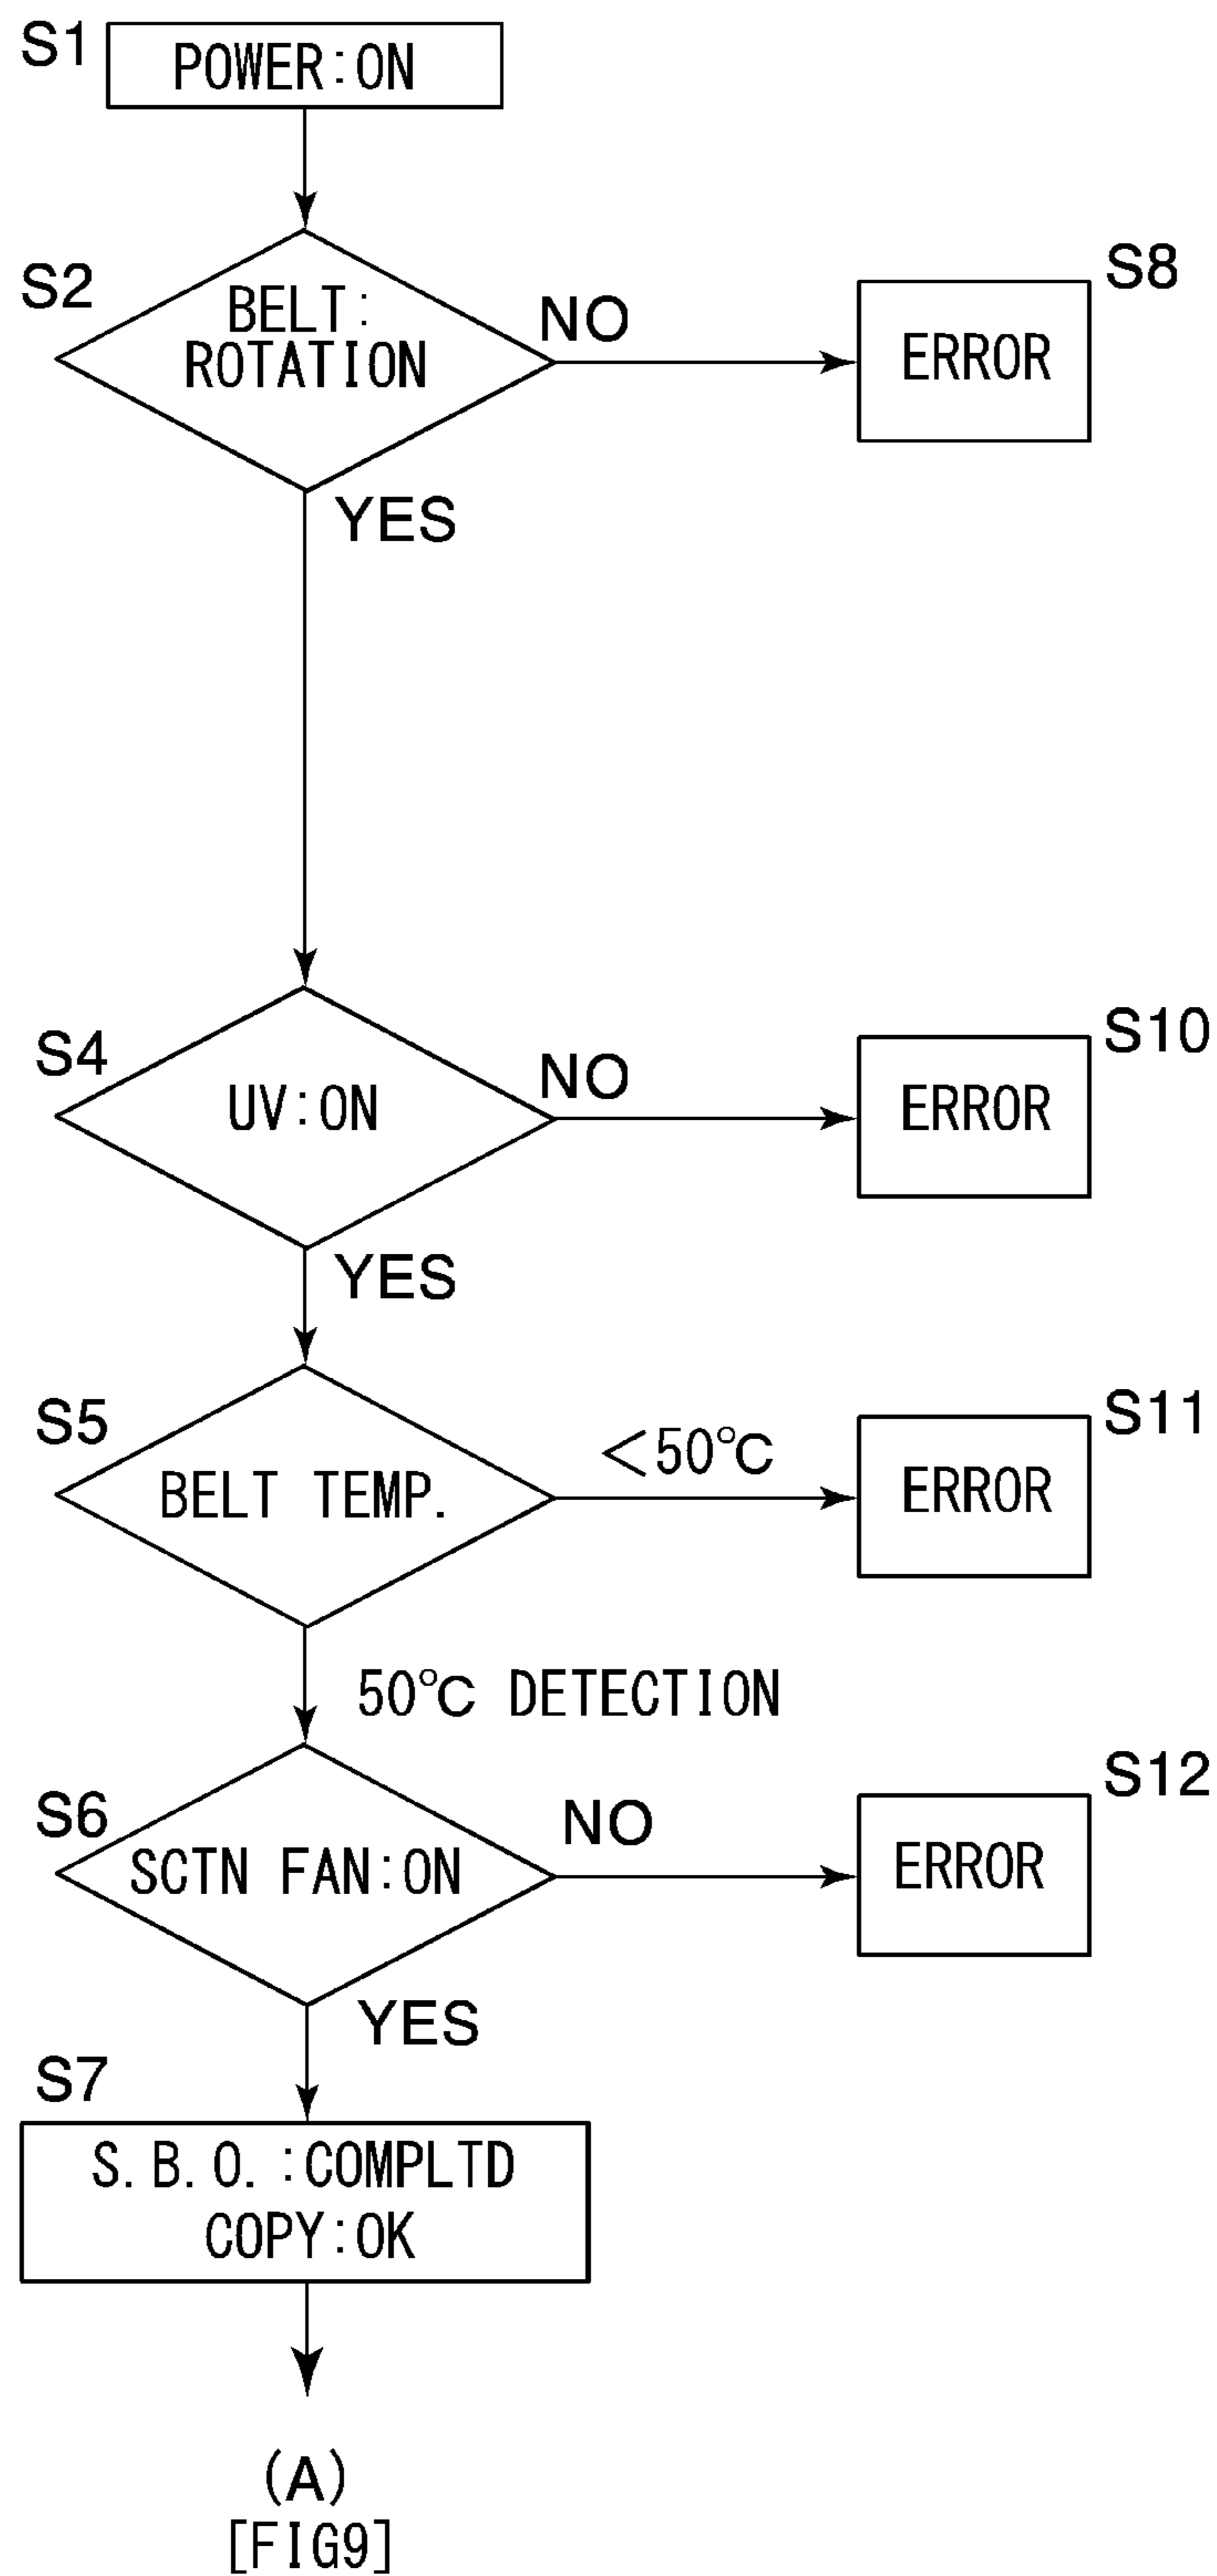 S1
POWER:ON
S2
BELT:
ROTATION
NO
S8
ERROR
YES
S4
UV:ON
NO
S10
ERROR
YES
S5
BELT TEMP.
<50℃
S11
ERROR
50℃ DETECTION
S6
SCTN FAN:ON
NO
S12
ERROR
YES
S7
S.B.O.:COMPLTD
COPY:OK
(A)
[FIG9]